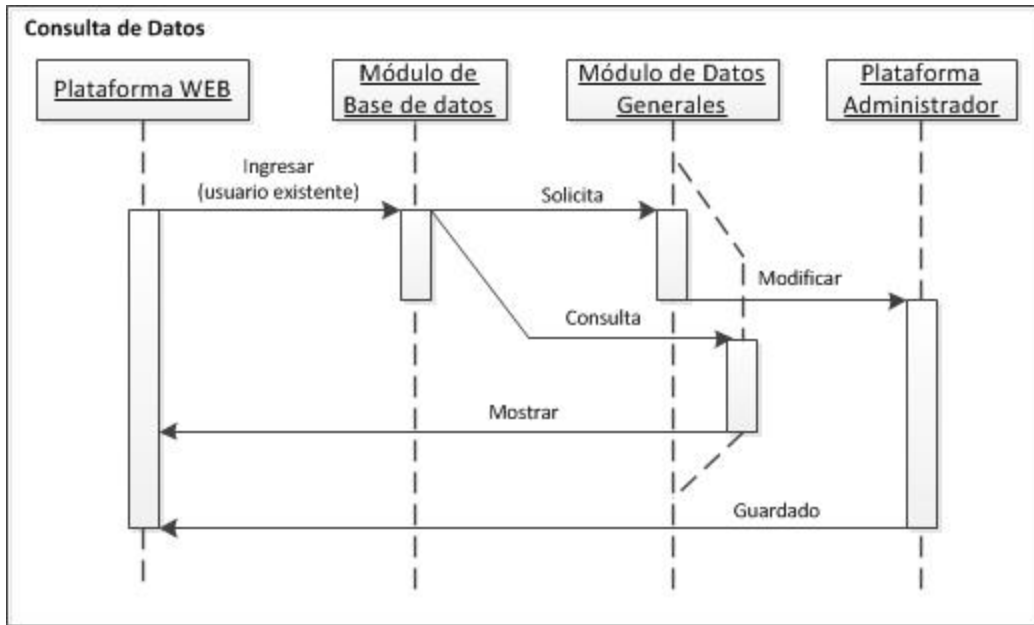 Consulta de Datos
Plataforma WEB
Módulo de
Base de datos
Módulo de Datos
Generales
Plataforma
Administrador
Ingresar
(usuario existente)
Solicita
Modificar
Consulta
Mostrar
Guardado